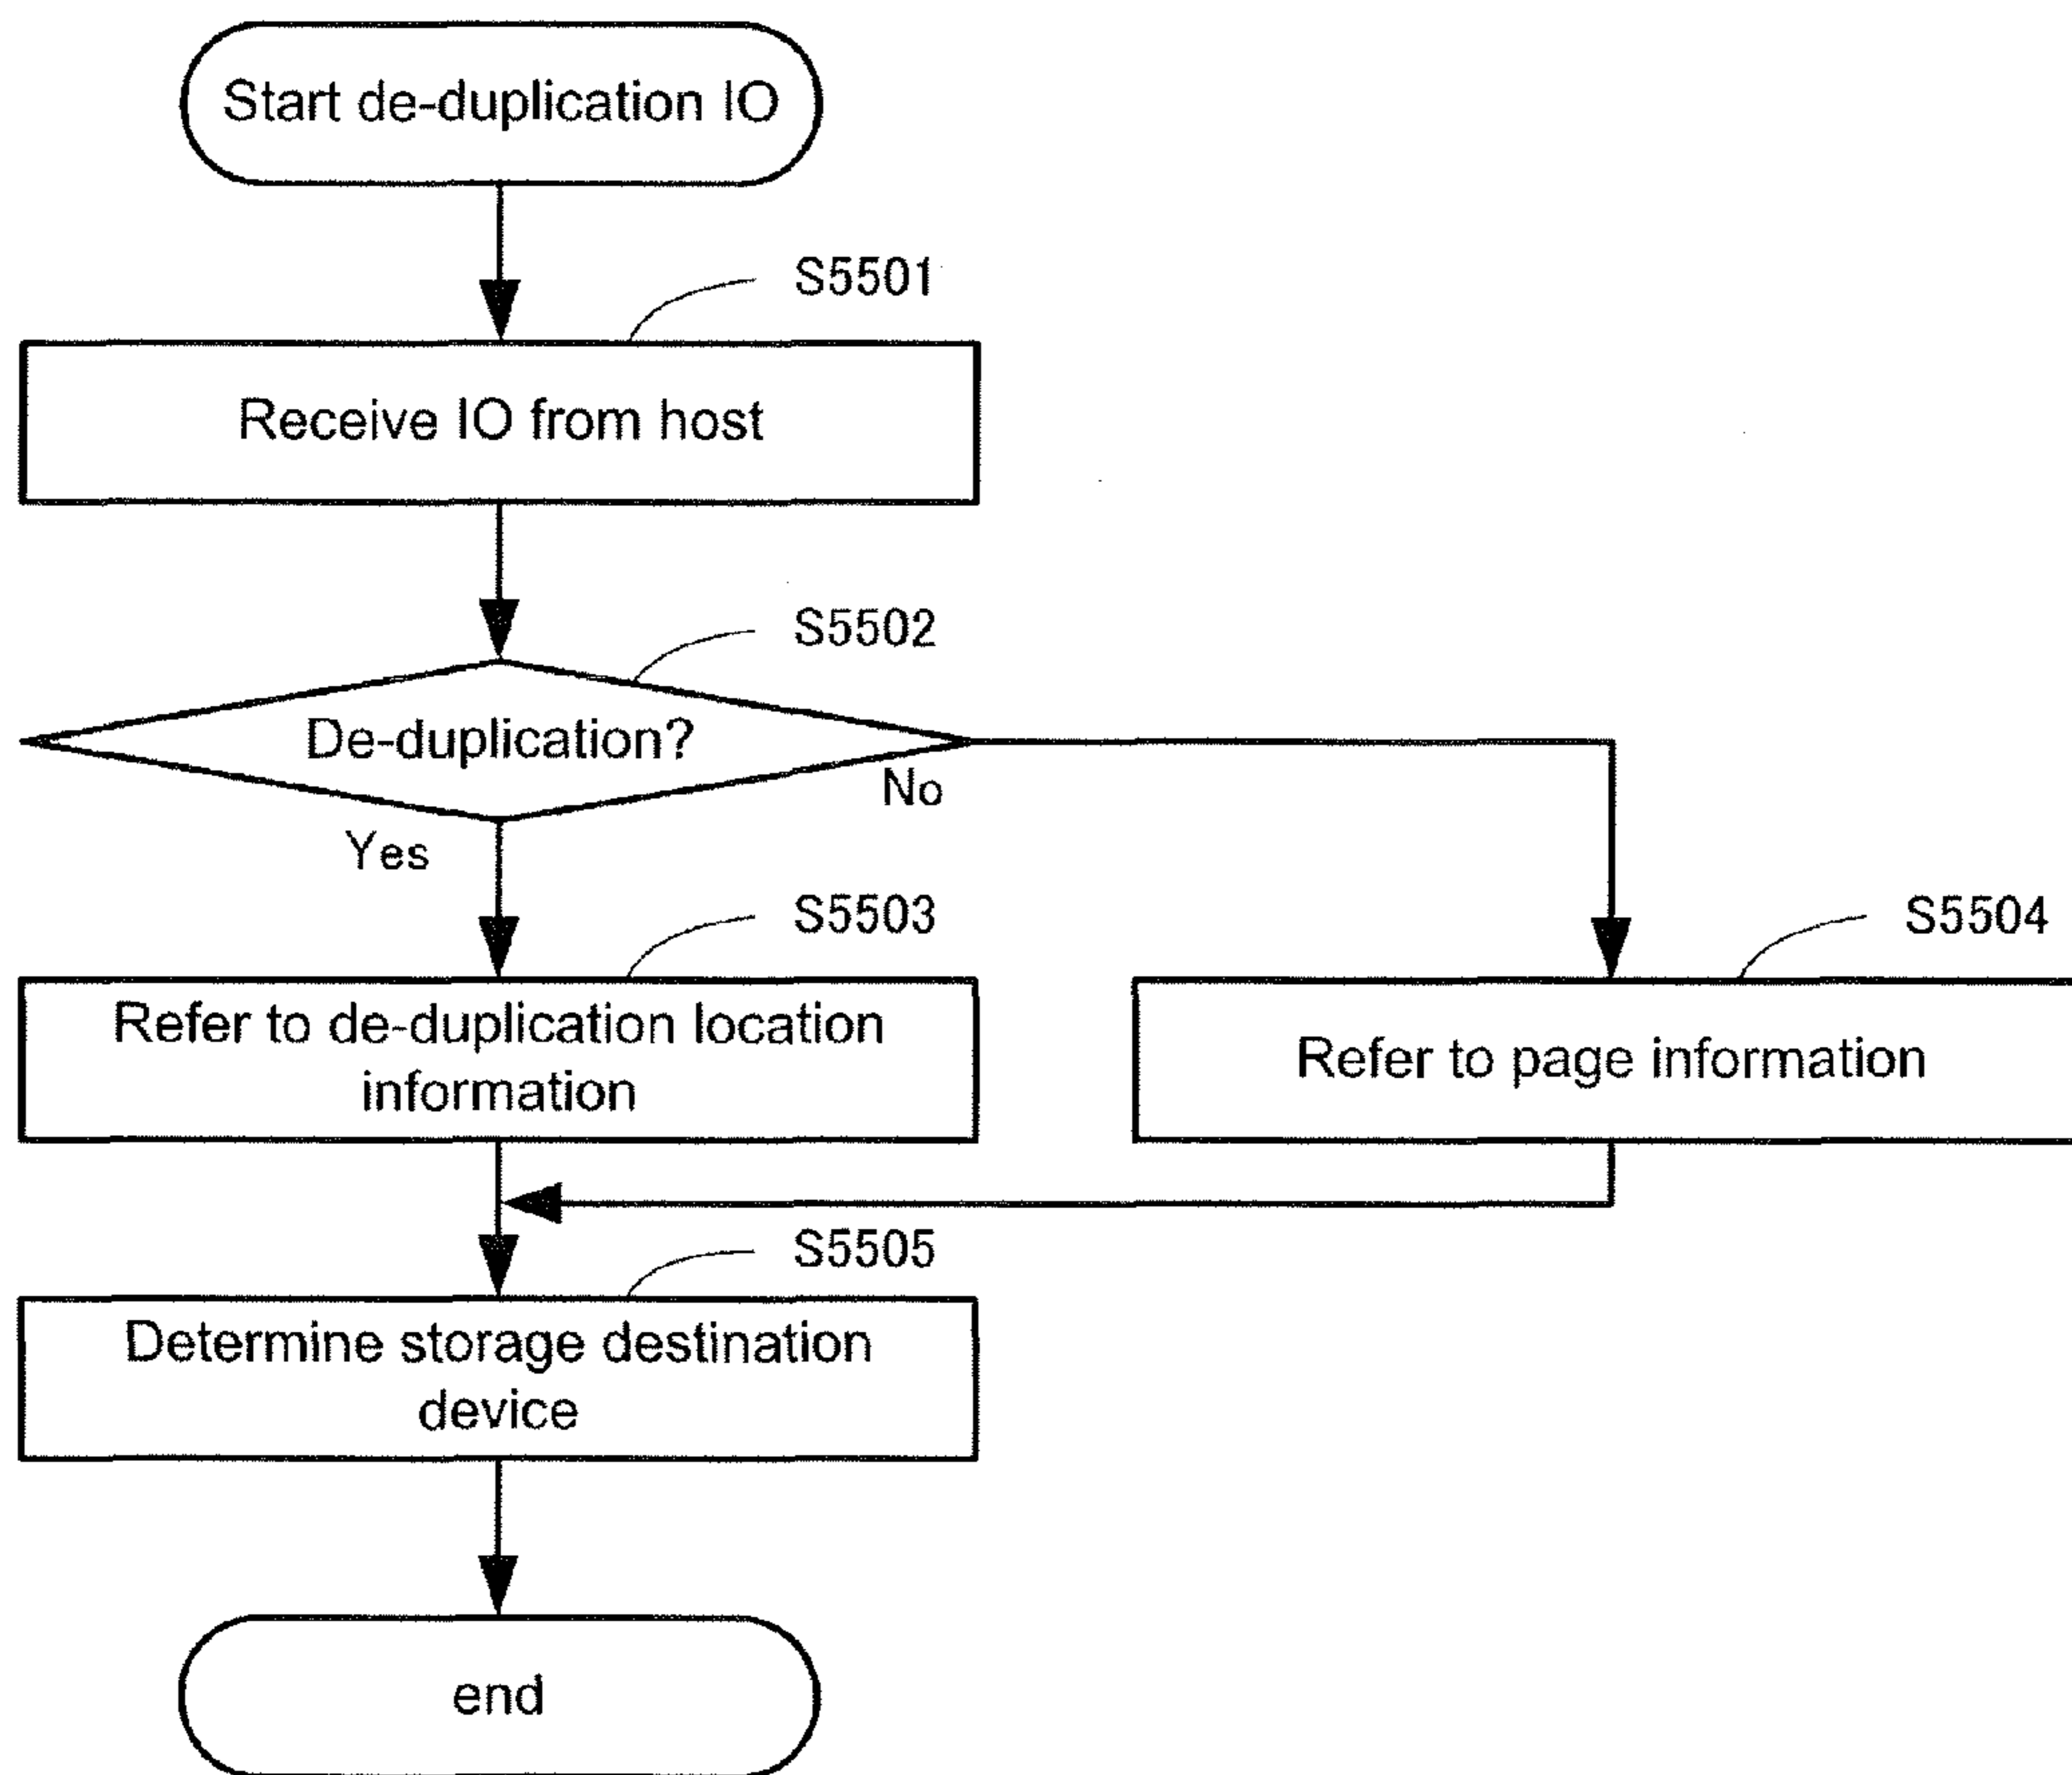 Start de-duplication IO
S5501
Receive IO from host
S5502
De-duplication?
No
Yes
S5503
S5504
Refer to de-duplication location
information
Refer to page information
S5505
Determine storage destination
device
end